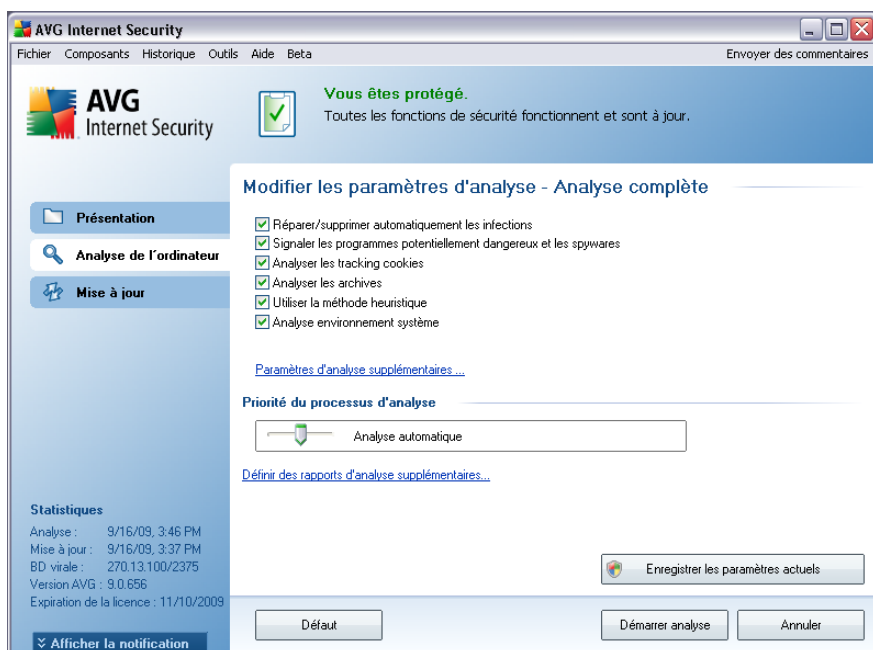 AVG Internet Security
Fichier Composants Historique Outils Aide Beta Envoyer des commentaires
AVG
Internet Security
Vous êtes protégé.
Toutes les fonctions de sécurité fonctionnent et sont à jour.
Présentation
Analyse de l'ordinateur
Mise à jour
Modifier les paramètres d'analyse - Analyse complète
Réparer/supprimer automatiquement les infections
Signaler les programmes potentiellement dangereux et les spywares
Analyser les tracking cookies
Analyser les archives
Utiliser la méthode heuristique
Analyse environnement système
Paramètres d'analyse supplémentaires ...
Priorité du processus d'analyse
Analyse automatique
Définir des rapports d'analyse supplémentaires...
Statistiques
Analyse : 9/16/09, 3:46 PM
Mise à jour : 9/16/09, 3:37 PM
BD virale : 270.13.100/2375
Version AVG : 9.0.656
Expiration de la licence : 11/10/2009
Afficher la notification
Enregistrer les paramètres actuels
Défaut
Démarrer analyse
Annuler